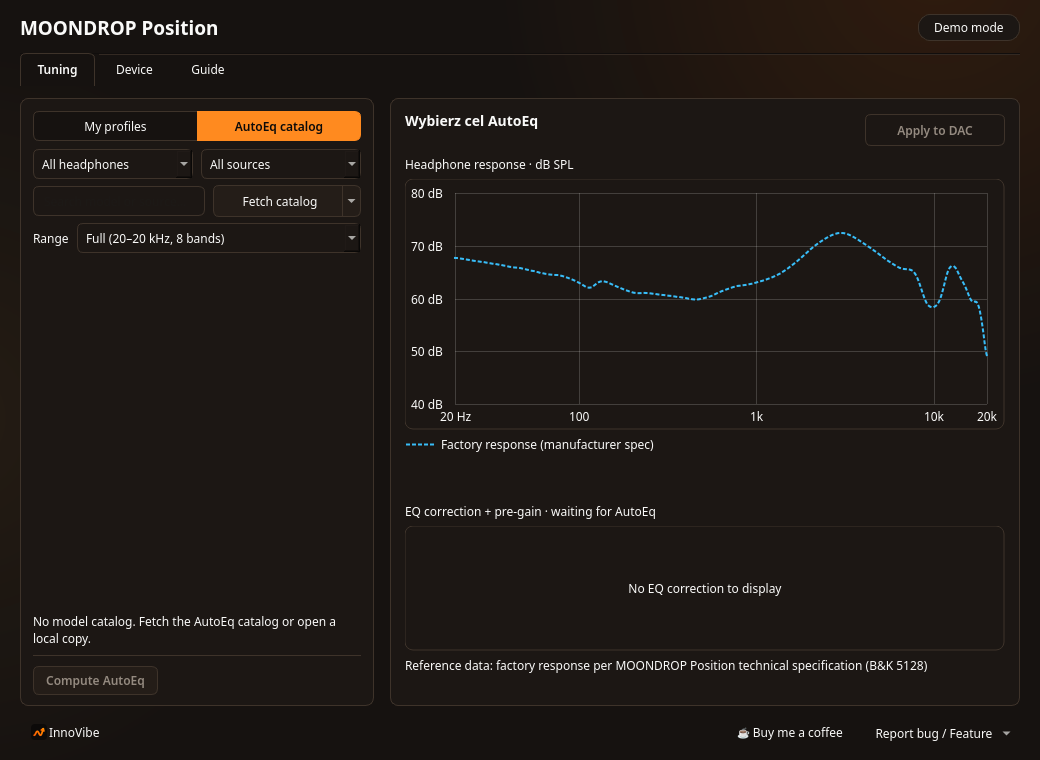 MOONDROP Position
Demo mode
Tuning
Device
Guide
My profiles
AutoEq catalog
All headphones
All sources
Fetch catalog
Range
Full (20–20 kHz, 8 bands)
No model catalog. Fetch the AutoEq catalog or open a
local copy.
Compute AutoEq
Wybierz cel AutoEq
Apply to DAC
Headphone response · dB SPL
80 dB
70 dB
60 dB
50 dB
40 dB
20 Hz
100
1k
10k
20k
Factory response (manufacturer spec)
EQ correction + pre-gain · waiting for AutoEq
No EQ correction to display
Reference data: factory response per MOONDROP Position technical specification (B&K 5128)
InnoVibe
Buy me a coffee
Report bug / Feature